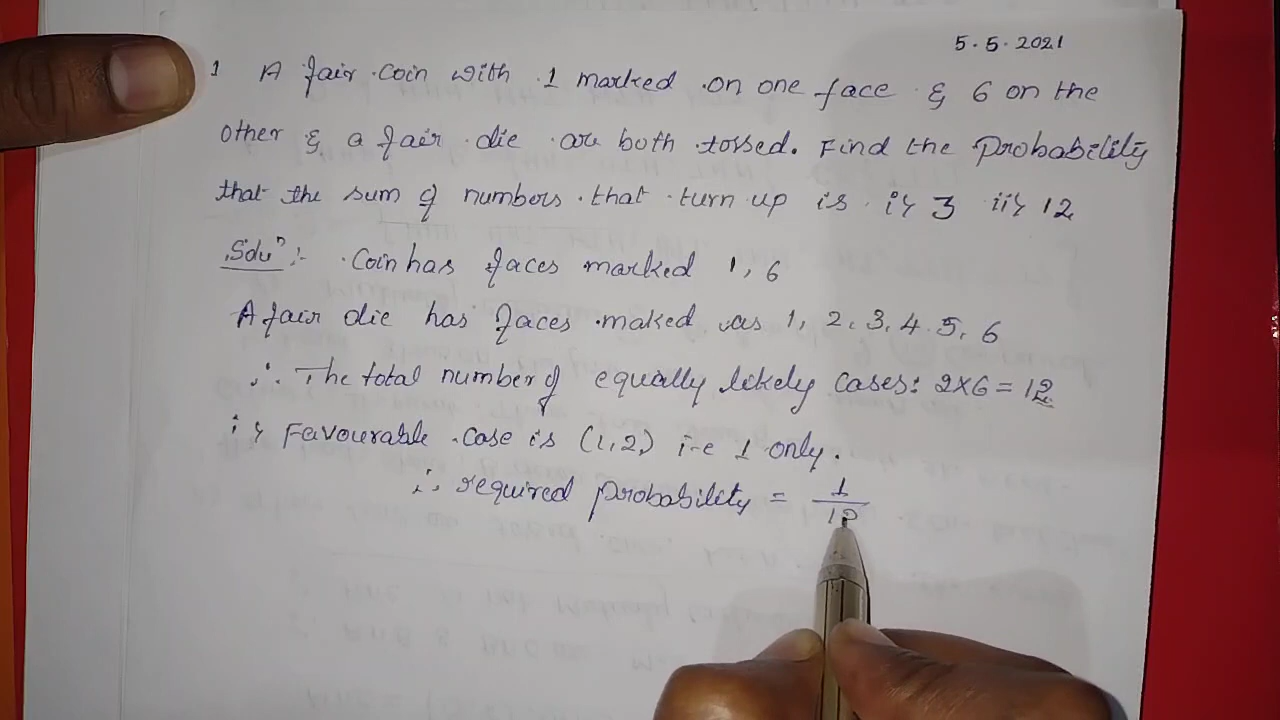 5.5.2021
1 A fair coin with 1 marked on one face & 6 on the
other & a fair die are both tossed. Find the probability
that the sum of numbers that turn up is i> 3 ii> 12
Soluⁿ:- Coin has faces marked 1, 6
A fair die has faces maked as 1, 2, 3, 4. 5, 6
∴ The total number of equally likely cases: 2×6 = 12
i> Favourable case is (1,2) i-e 1 only.
∴ required probability = 1/12